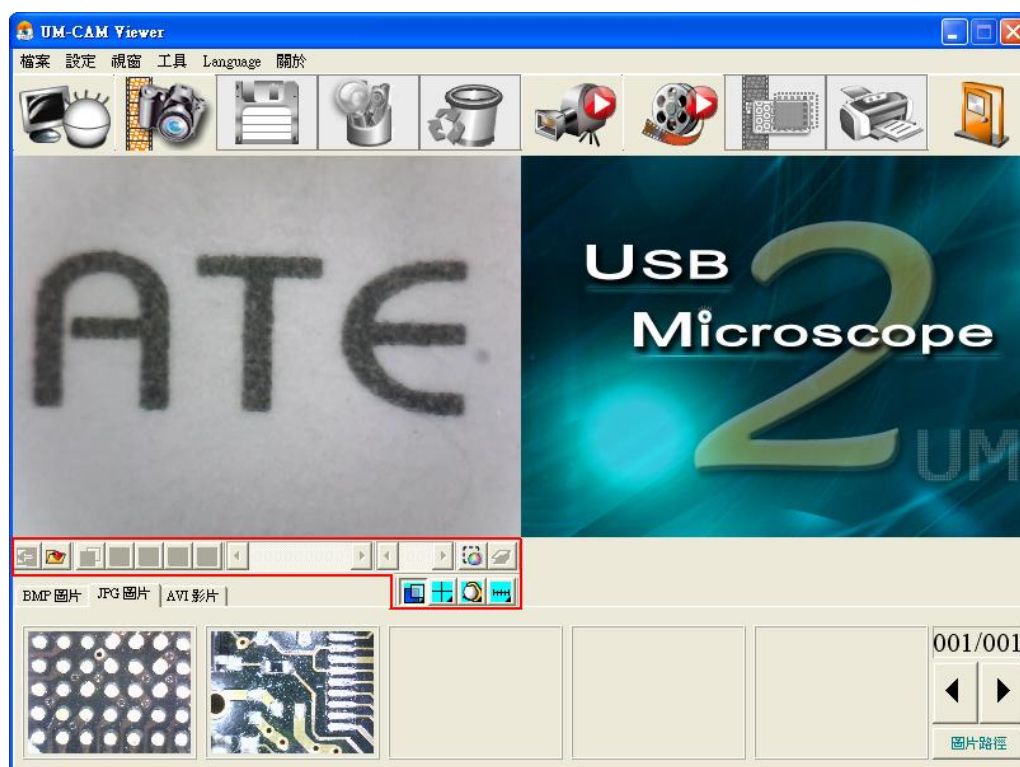 UM-CAM Viewer
檔案 設定 視窗 工具 Language 關於
ATE
USB
Microscope
2
UM
BMP 圖片 JPG 圖片 AVI 影片
001/001
圖片路徑